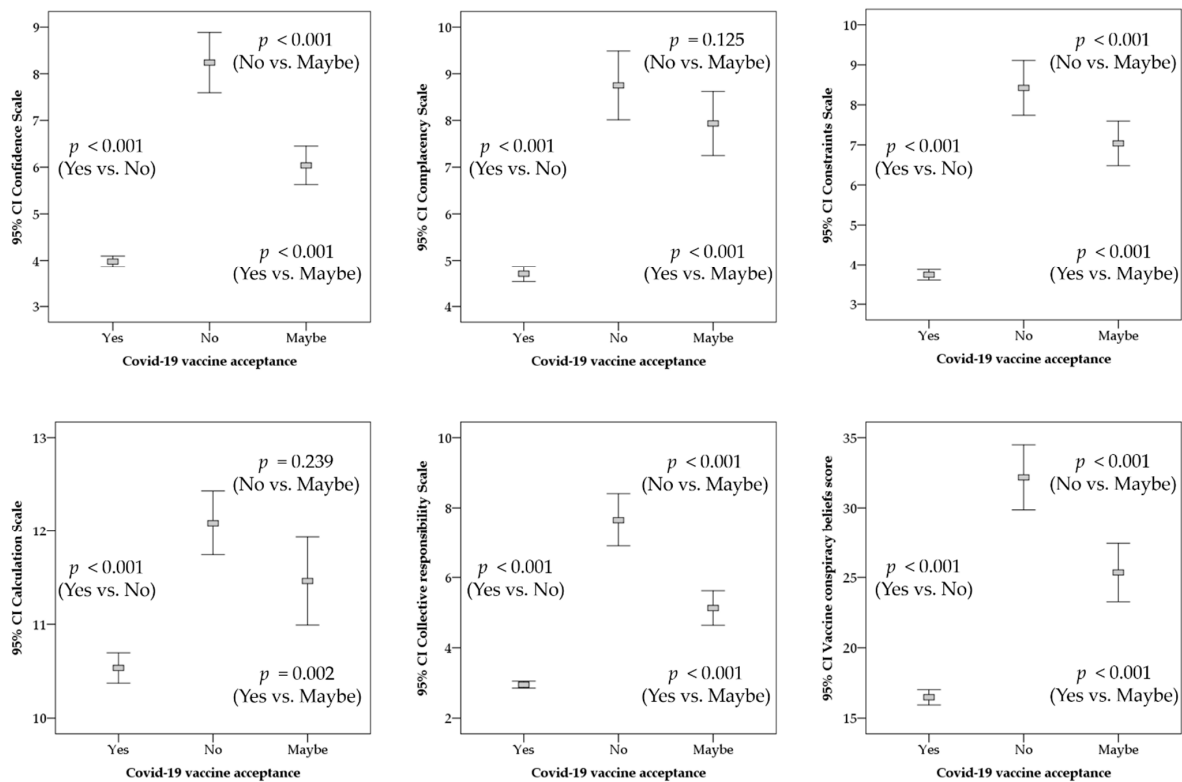 95% CI Confidence Scale
9
8
7
6
5
4
3
p < 0.001
(No vs. Maybe)
p < 0.001
(Yes vs. No)
p < 0.001
(Yes vs. Maybe)
Yes No Maybe
Covid-19 vaccine acceptance
95% CI Complacency Scale
10
9
8
7
6
5
4
p = 0.125
(No vs. Maybe)
p < 0.001
(Yes vs. No)
p < 0.001
(Yes vs. Maybe)
Yes No Maybe
Covid-19 vaccine acceptance
95% CI Constraints Scale
10
9
8
7
6
5
4
3
p < 0.001
(No vs. Maybe)
p < 0.001
(Yes vs. No)
p < 0.001
(Yes vs. Maybe)
Yes No Maybe
Covid-19 vaccine acceptance
95% CI Calculation Scale
13
12
11
10
p = 0.239
(No vs. Maybe)
p < 0.001
(Yes vs. No)
p = 0.002
(Yes vs. Maybe)
Yes No Maybe
Covid-19 vaccine acceptance
95% CI Collective responsibility Scale
10
8
6
4
2
p < 0.001
(No vs. Maybe)
p < 0.001
(Yes vs. No)
p < 0.001
(Yes vs. Maybe)
Yes No Maybe
Covid-19 vaccine acceptance
95% CI Vaccine conspiracy beliefs score
35
30
25
20
15
p < 0.001
(No vs. Maybe)
p < 0.001
(Yes vs. No)
p < 0.001
(Yes vs. Maybe)
Yes No Maybe
Covid-19 vaccine acceptance